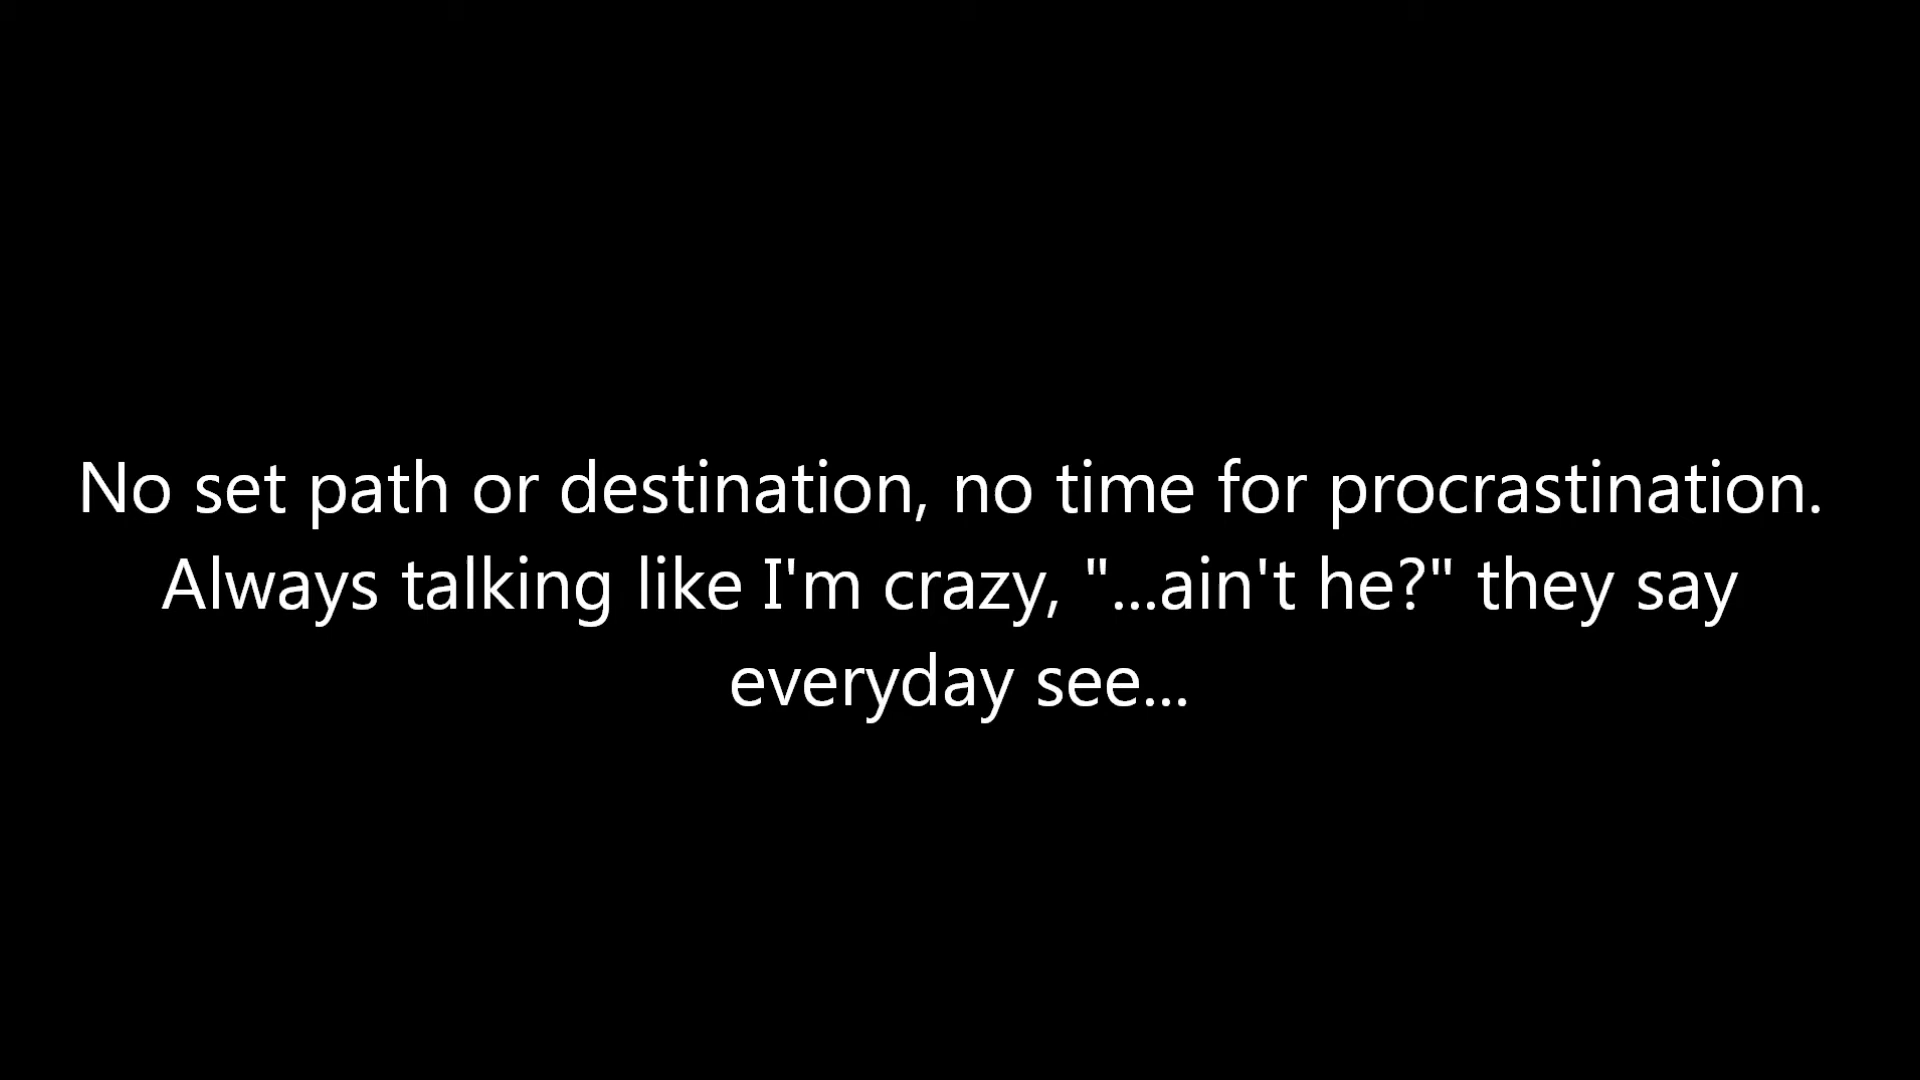 No set path or destination, no time for procrastination.
Always talking like I'm crazy, "...ain't he?" they say
everyday see...